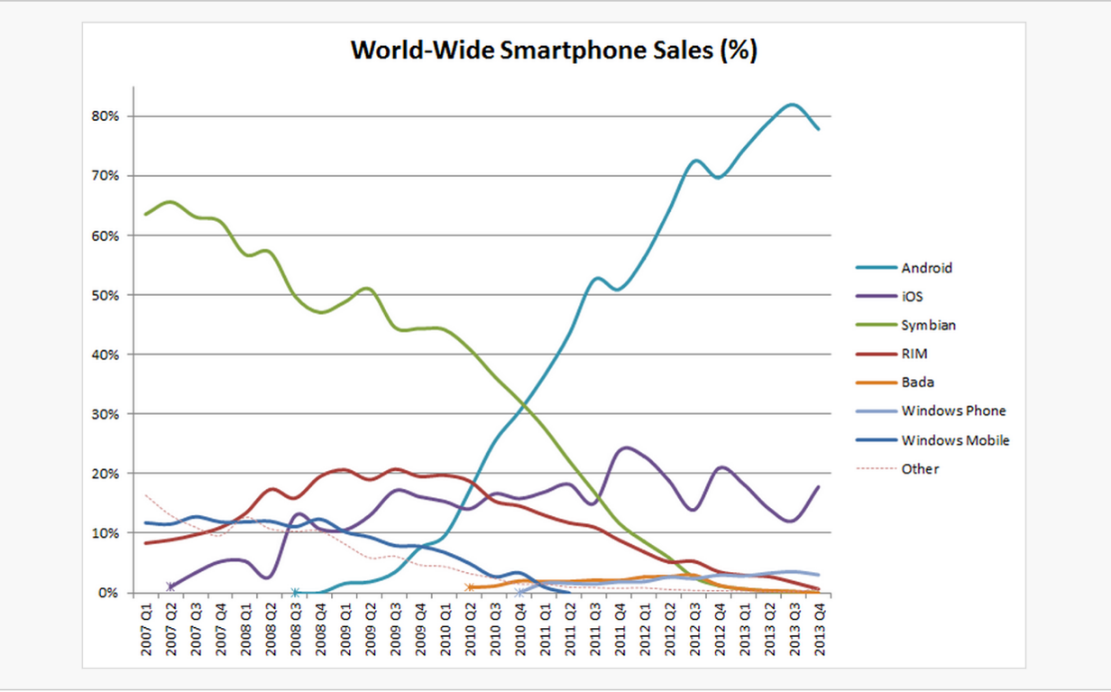 World-Wide Smartphone Sales (%)
80%
70%
60%
50%
40%
30%
20%
10%
0%
2007 Q1
2007 Q2
2007 Q3
2007 Q4
2008 Q1
2008 Q2
2008 Q3
2008 Q4
2009 Q1
2009 Q2
2009 Q3
2009 Q4
2010 Q1
2010 Q2
2010 Q3
2010 Q4
2011 Q1
2011 Q2
2011 Q3
2011 Q4
2012 Q1
2012 Q2
2012 Q3
2012 Q4
2013 Q1
2013 Q2
2013 Q3
2013 Q4
Android
iOS
Symbian
RIM
Bada
Windows Phone
Windows Mobile
Other